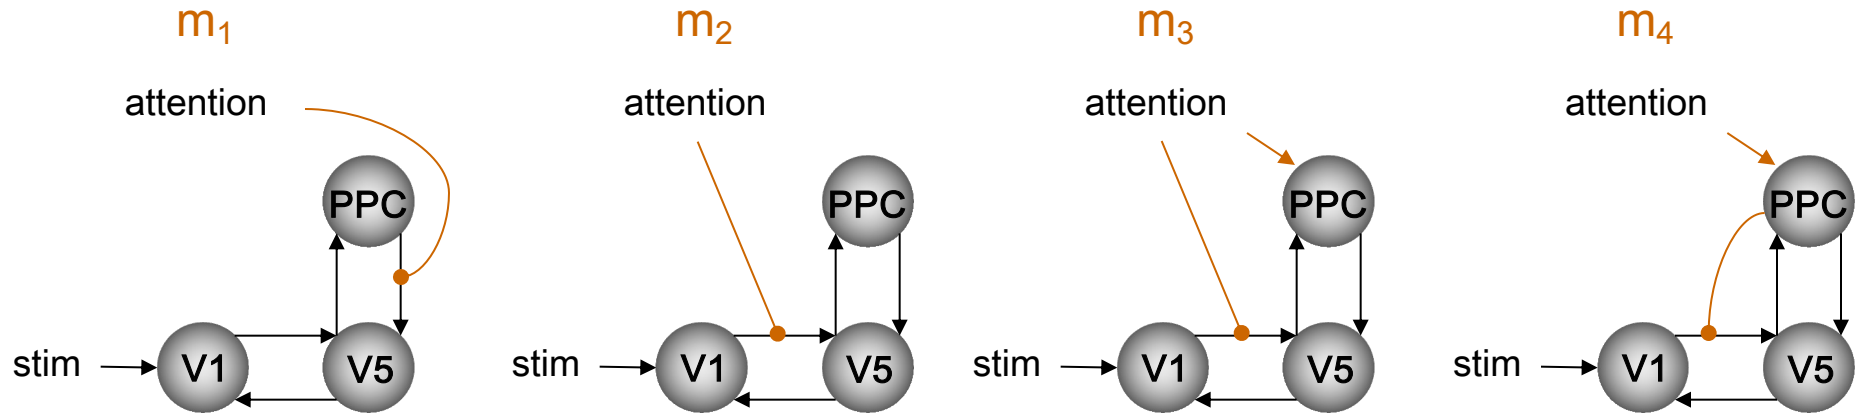 m1
attention
PPC
stim
V1
V5
m2
attention
PPC
stim
V1
V5
m3
attention
PPC
stim
V1
V5
m4
attention
PPC
stim
V1
V5